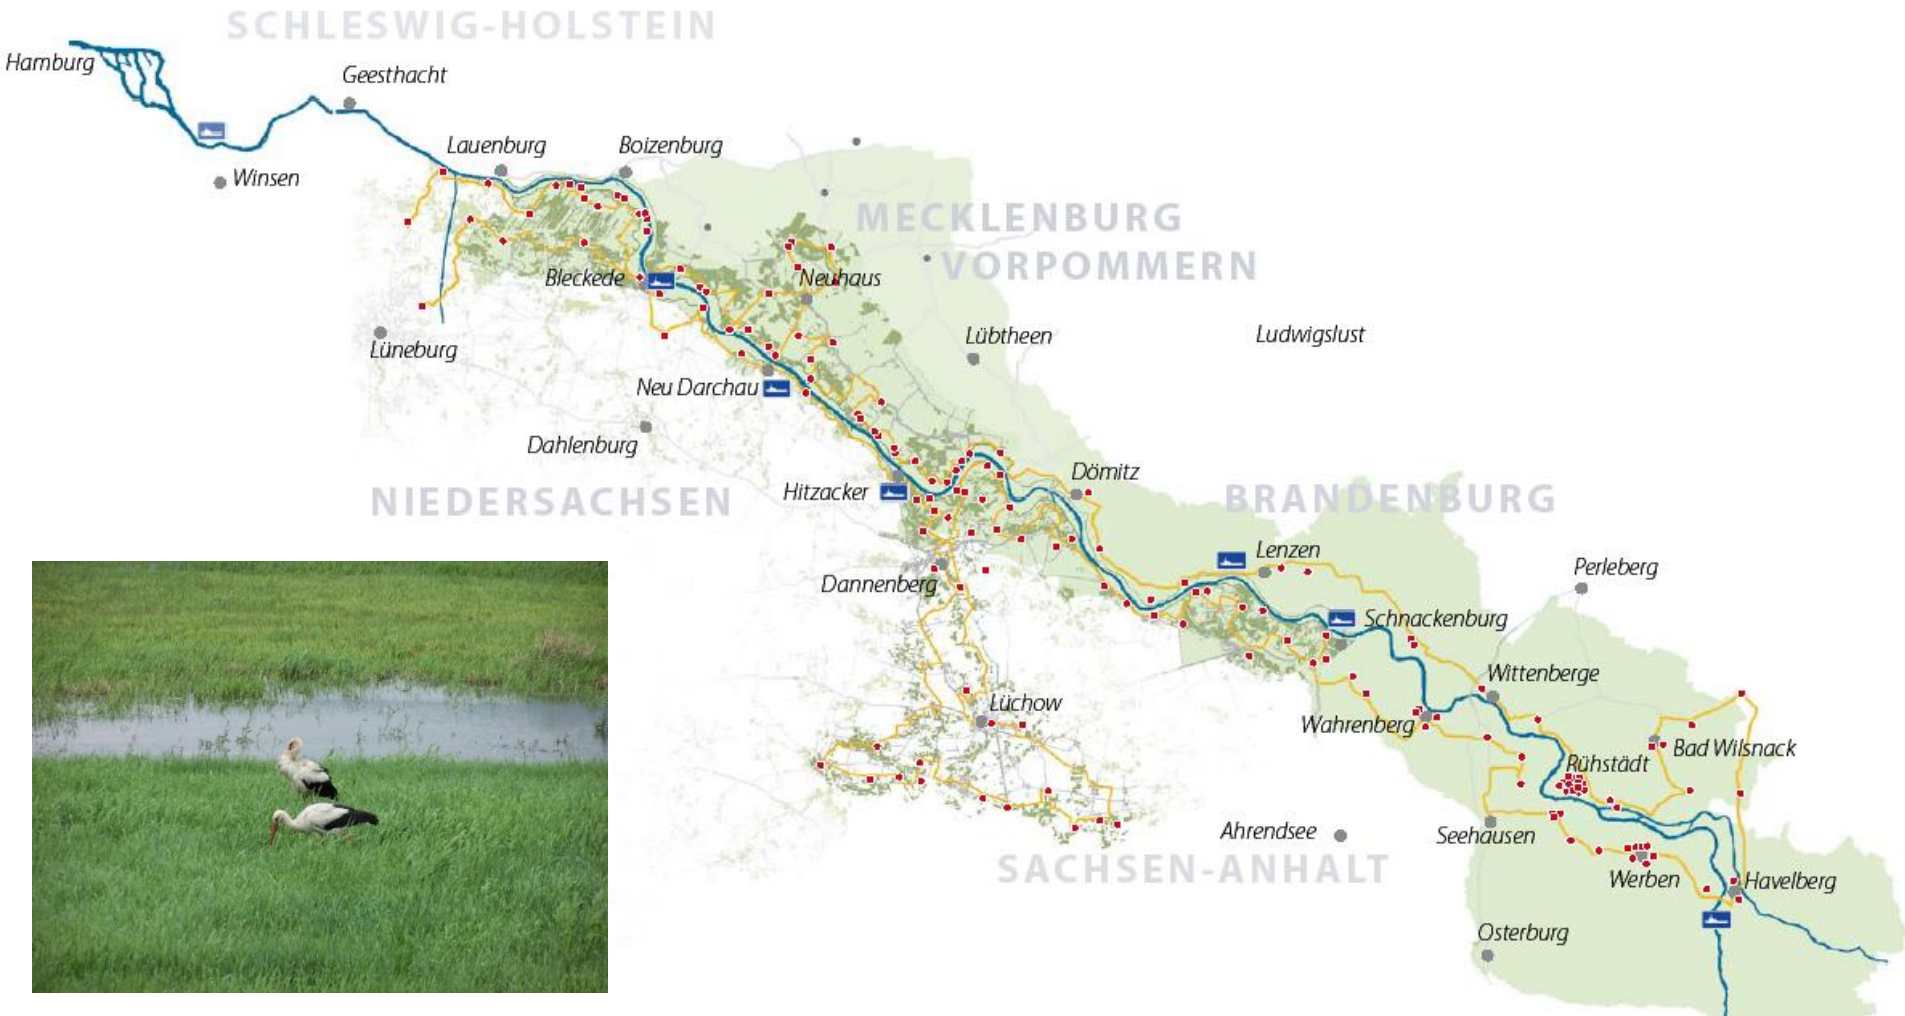 SCHLESWIG-HOLSTEIN
Hamburg
Geesthacht
Lauenburg
Boizenburg
Winsen
MECKLENBURG
VORPOMMERN
Bleckede
Neuhaus
Lüneburg
Lübtheen
Ludwigslust
Neu Darchau
Dahlenburg
Hitzacker
Dömitz
NIEDERSACHSEN
BRANDENBURG
Lenzen
Perleberg
Dannenberg
Schnackenburg
Wittenberge
Lüchow
Wahrenberg
Bad Wilsnack
Rühstädt
Ahrendsee
Seehausen
SACHSEN-ANHALT
Werben
Havelberg
Osterburg